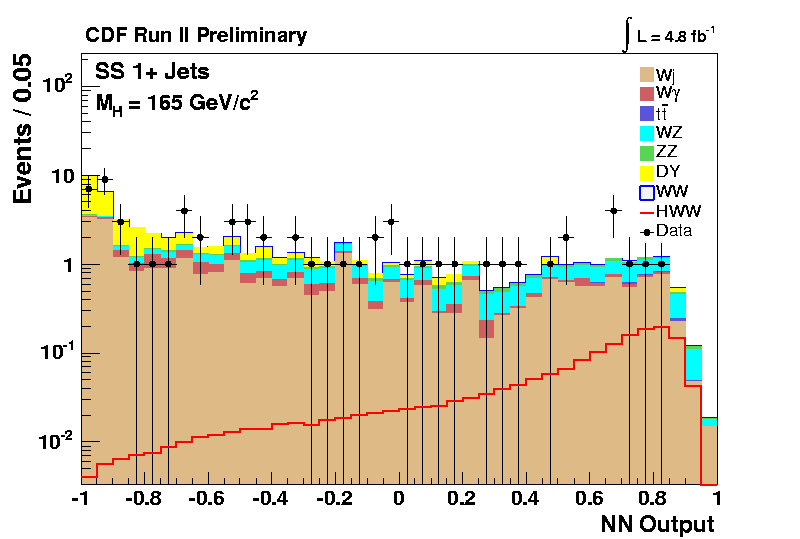 CDF Run II Preliminary
∫ L = 4.8 fb⁻¹
SS 1+ Jets
M_H = 165 GeV/c²
Wj
Wγ
tt̄
WZ
ZZ
DY
WW
HWW
Data
Events / 0.05
10²
10
1
10⁻¹
10⁻²
-1 -0.8 -0.6 -0.4 -0.2 0 0.2 0.4 0.6 0.8 1
NN Output